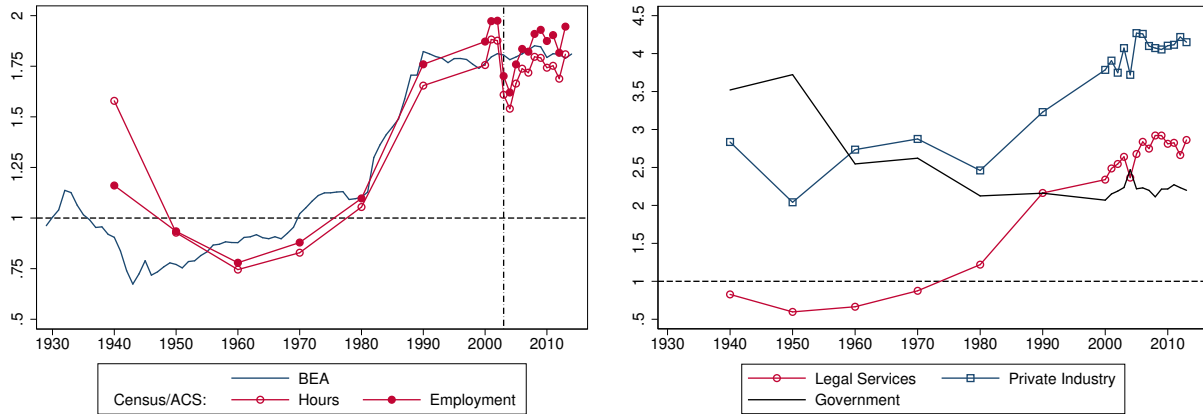 2
1.75
1.5
1.25
1
.75
.5
1930 1940 1950 1960 1970 1980 1990 2000 2010
BEA
Census/ACS: Hours Employment
4.5
4
3.5
3
2.5
2
1.5
1
.5
1930 1940 1950 1960 1970 1980 1990 2000 2010
Legal Services Private Industry
Government